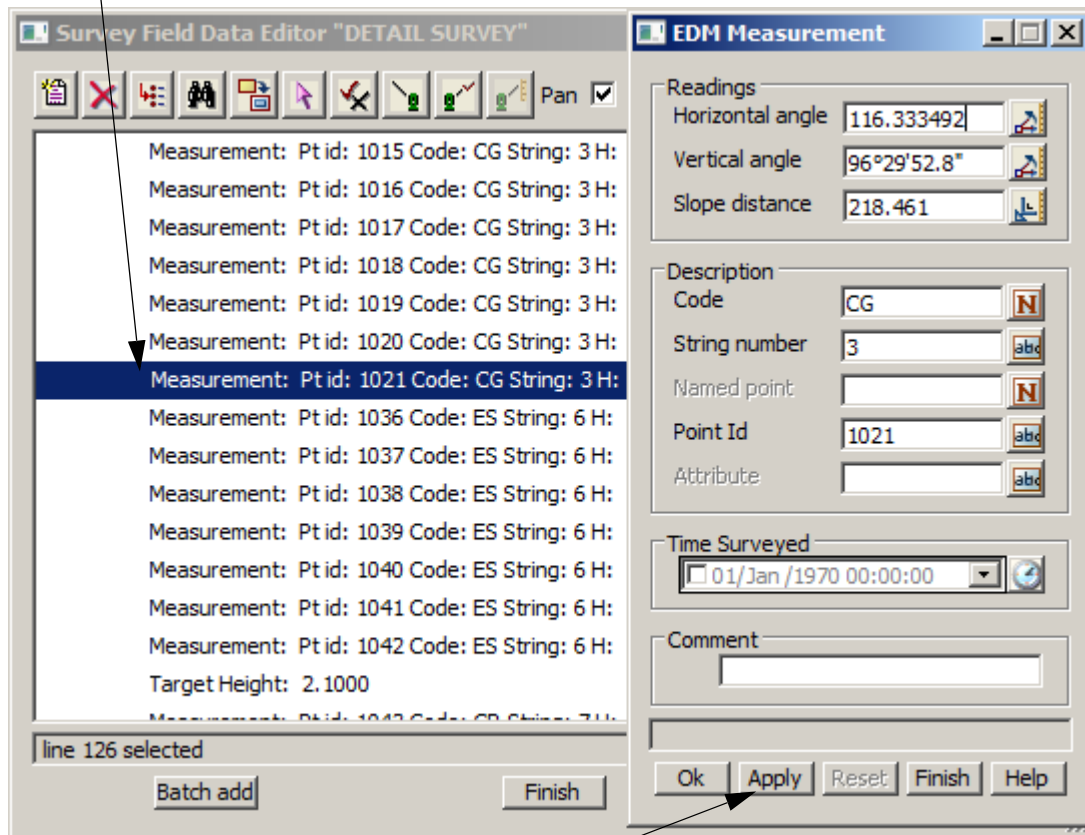 Survey Field Data Editor "DETAIL SURVEY"
Pan
Measurement: Pt id: 1015 Code: CG String: 3 H:
Measurement: Pt id: 1016 Code: CG String: 3 H:
Measurement: Pt id: 1017 Code: CG String: 3 H:
Measurement: Pt id: 1018 Code: CG String: 3 H:
Measurement: Pt id: 1019 Code: CG String: 3 H:
Measurement: Pt id: 1020 Code: CG String: 3 H:
Measurement: Pt id: 1021 Code: CG String: 3 H:
Measurement: Pt id: 1036 Code: ES String: 6 H:
Measurement: Pt id: 1037 Code: ES String: 6 H:
Measurement: Pt id: 1038 Code: ES String: 6 H:
Measurement: Pt id: 1039 Code: ES String: 6 H:
Measurement: Pt id: 1040 Code: ES String: 6 H:
Measurement: Pt id: 1041 Code: ES String: 6 H:
Measurement: Pt id: 1042 Code: ES String: 6 H:
Target Height: 2.1000
Measurement: Pt id: 1043 Code:
line 126 selected
Batch add Finish
EDM Measurement
Readings
Horizontal angle 116.333492
Vertical angle 96°29'52.8"
Slope distance 218.461
Description
Code CG N
String number 3 abc
Named point N
Point Id 1021 abc
Attribute abc
Time Surveyed
01/Jan /1970 00:00:00
Comment
Ok Apply Reset Finish Help